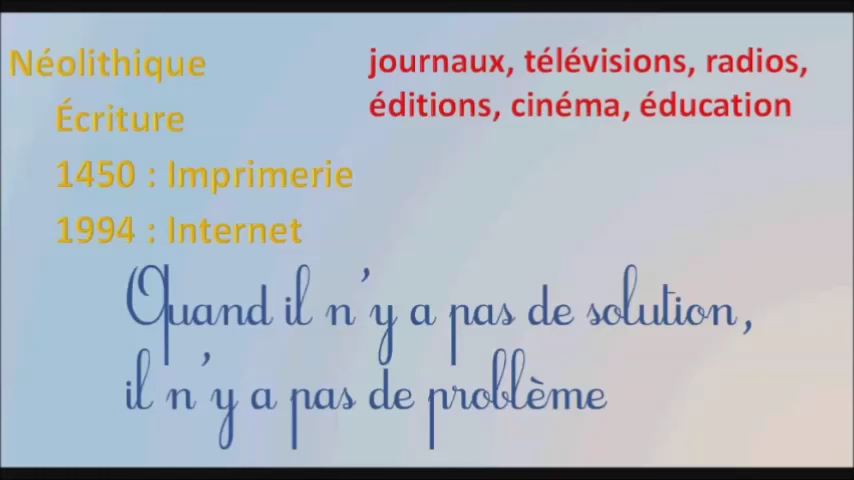 Néolithique
Écriture
1450 : Imprimerie
1994 : Internet
journaux, télévisions, radios,
éditions, cinéma, éducation
Quand il n'y a pas de solution,
il n'y a pas de problème